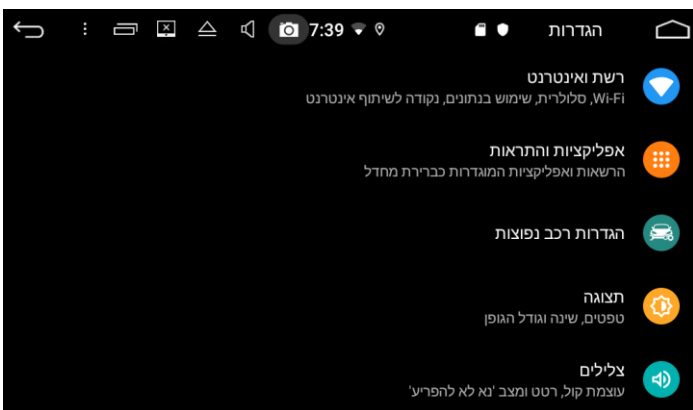 7:39
הגדרות
רשת ואינטרנט
Wi-Fi, סלולרית, שימוש בנתונים, נקודה לשיתוף אינטרנט
אפליקציות והתראות
הרשאות ואפליקציות המוגדרות כברירת מחדל
הגדרות רכב נפוצות
תצוגה
טפטים, שינה וגודל הגופן
צלילים
עוצמת קול, רטט ומצב 'נא לא להפריע'